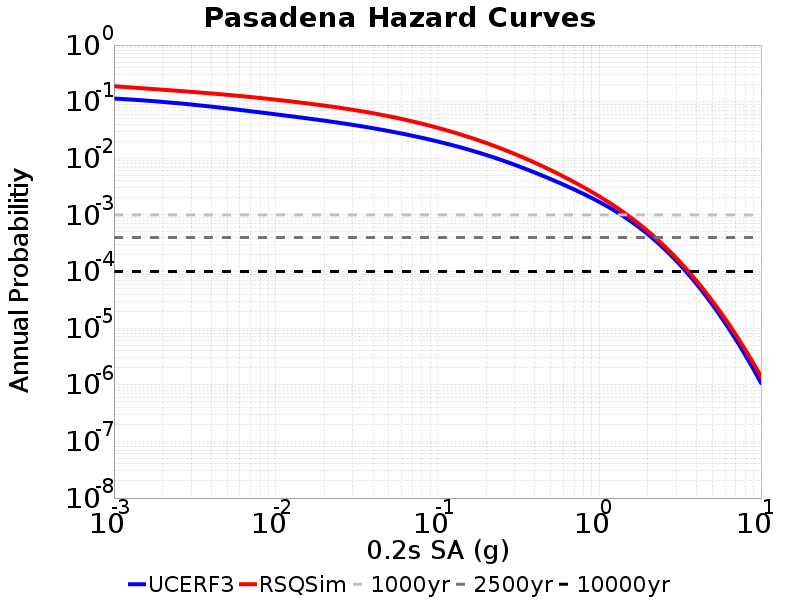 Pasadena Hazard Curves
10^0
10^-1
10^-2
10^-3
10^-4
10^-5
10^-6
10^-7
10^-8
Annual Probabilitiy
10^-3 10^-2 10^-1 10^0 10^1
0.2s SA (g)
UCERF3 RSQSim 1000yr 2500yr 10000yr